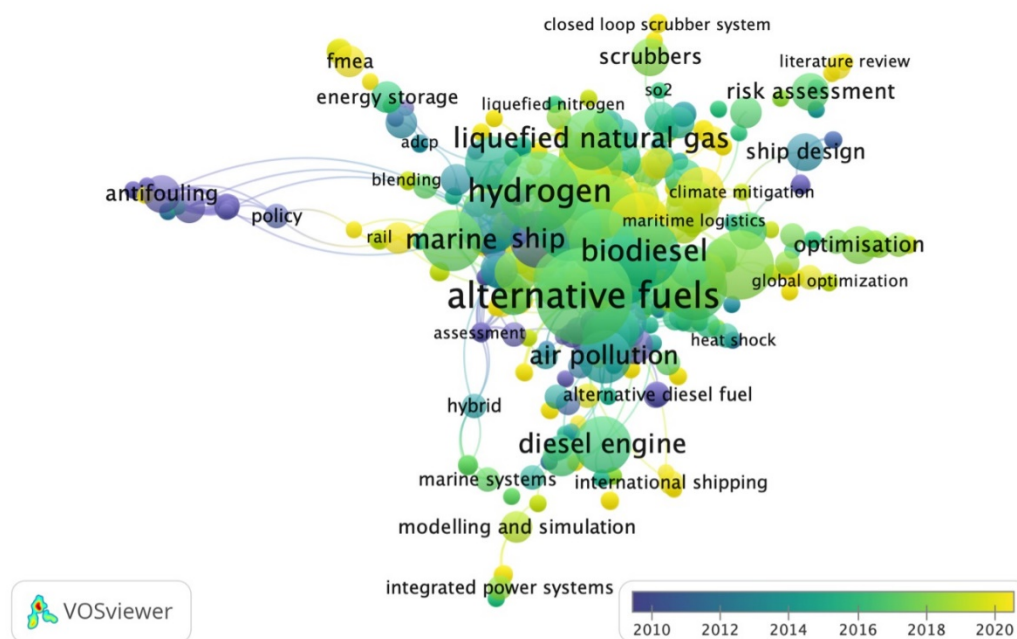 closed loop scrubber system
scrubbers
fmea
literature review
energy storage
so2
risk assessment
liquefied nitrogen
adcp
liquefied natural gas
ship design
blending
antifouling
hydrogen
climate mitigation
policy
maritime logistics
rail
marine
ship
biodiesel
optimisation
global optimization
alternative fuels
assessment
heat shock
air pollution
alternative diesel fuel
hybrid
diesel engine
marine systems
international shipping
modelling and simulation
integrated power systems
VOSviewer
2010 2012 2014 2016 2018 2020